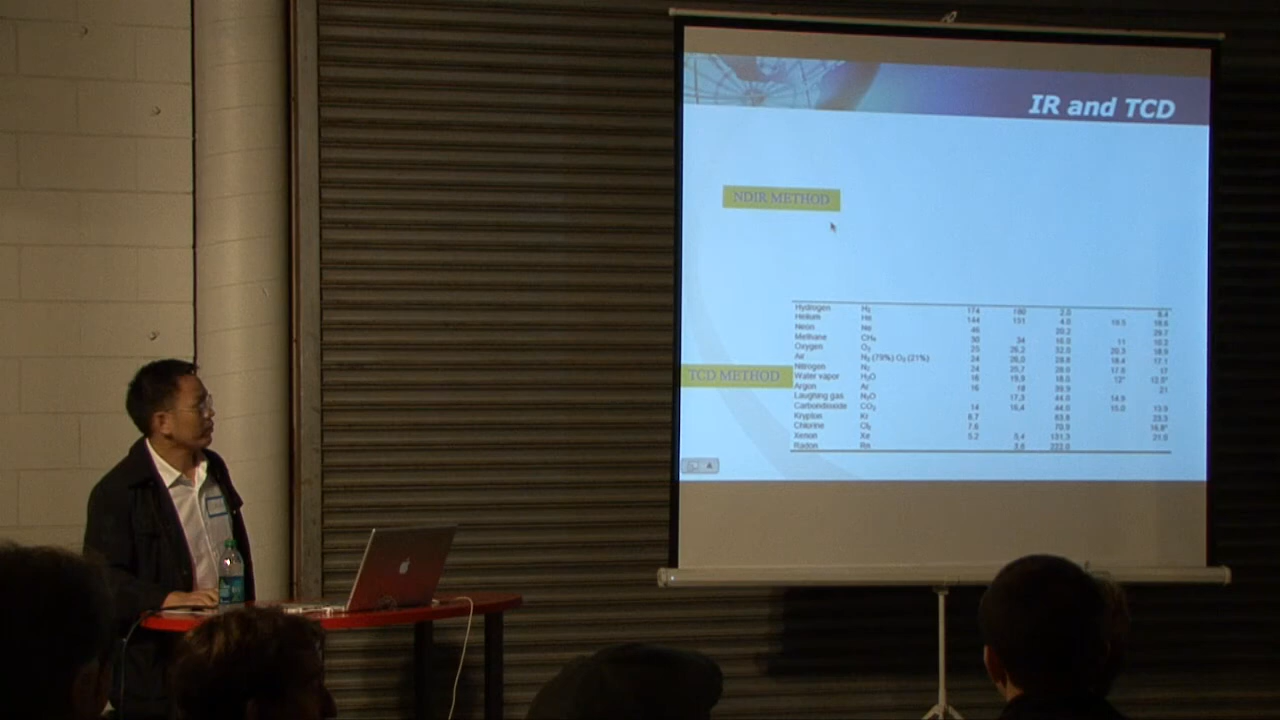 IR and TCD
NDIR METHOD
Hydrogen H₂ 174 180 2.0 8.4
Helium He 144 151 4.0 19.5 18.6
Neon Ne 46 20.2 29.7
Methane CH₄ 30 34 16.0 11 10.2
Oxygen O₂ 25 26,2 32.0 20.3 18.9
Air N₂ (79%) O₂ (21%) 24 26,0 28.8 18.4 17.1
Nitrogen N₂ 24 25,7 28.0 17.6 17
TCD METHOD
Water vapor H₂O 16 19,9 18.0 12" 12.5"
Argon Ar 16 18 39.9 21
Laughing gas N₂O 17,3 44.0 14.9
Carbondioxide CO₂ 14 16,4 44.0 15.0 13.9
Krypton Kr 8.7 83.8 23.3
Chlorine Cl₂ 7.6 70.9 16.8"
Xenon Xe 5.2 5,4 131.3 21.9
Radon Rn 3.6 222.0